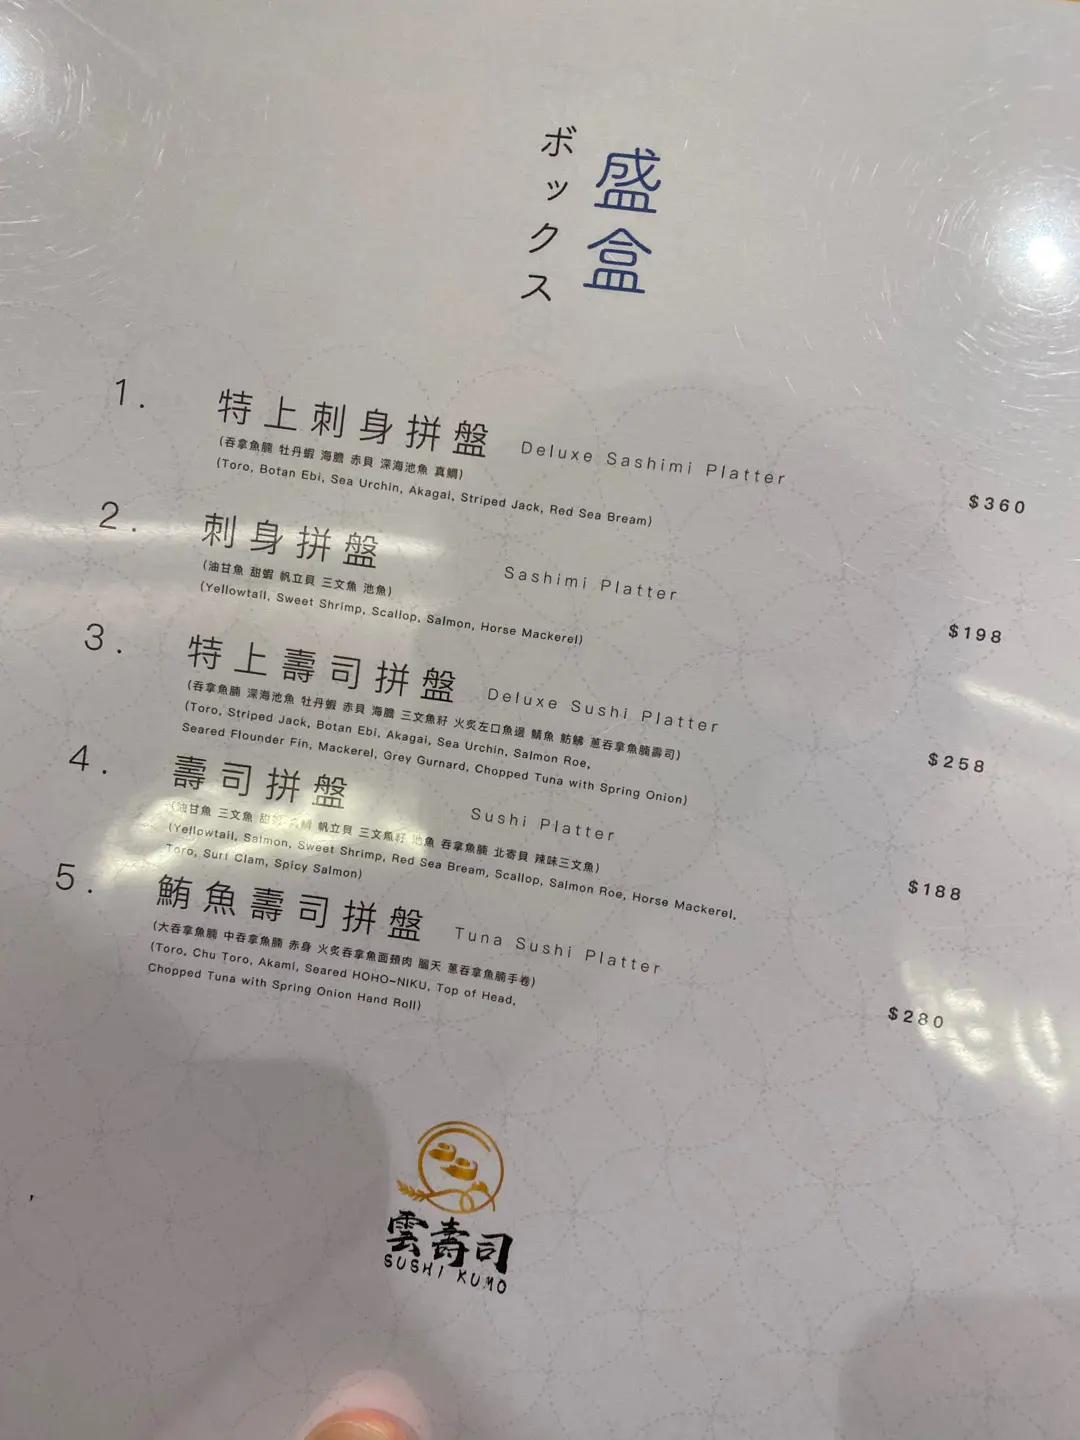 盛盒
ボックス
1. 特上刺身拼盤 Deluxe Sashimi Platter $360
(吞拿魚腩 牡丹蝦 海膽 赤貝 深海池魚 真鯛)
(Toro, Botan Ebi, Sea Urchin, Akagai, Striped Jack, Red Sea Bream)
2. 刺身拼盤 Sashimi Platter $198
(油甘魚 甜蝦 帆立貝 三文魚 池魚)
(Yellowtail, Sweet Shrimp, Scallop, Salmon, Horse Mackerel)
3. 特上壽司拼盤 Deluxe Sushi Platter $258
(吞拿魚腩 深海池魚 牡丹蝦 赤貝 海膽 三文魚籽 火炙左口魚邊 鯖魚 魴鮄 蔥吞拿魚腩壽司)
(Toro, Striped Jack, Botan Ebi, Akagai, Sea Urchin, Salmon Roe,
Seared Flounder Fin, Mackerel, Grey Gurnard, Chopped Tuna with Spring Onion)
4. 壽司拼盤 Sushi Platter $188
(油甘魚 三文魚 甜蝦 帆立貝 三文魚籽 池魚 吞拿魚腩 北寄貝 辣味三文魚)
(Yellowtail, Salmon, Sweet Shrimp, Red Sea Bream, Scallop, Salmon Roe, Horse Mackerel,
Toro, Surf Clam, Spicy Salmon)
5. 鮪魚壽司拼盤 Tuna Sushi Platter $280
(大吞拿魚腩 中吞拿魚腩 赤身 火炙吞拿魚面頰肉 腦天 蔥吞拿魚腩手卷)
(Toro, Chu Toro, Akami, Seared HOHO-NIKU, Top of Head,
Chopped Tuna with Spring Onion Hand Roll)
雲壽司
SUSHI KUMO